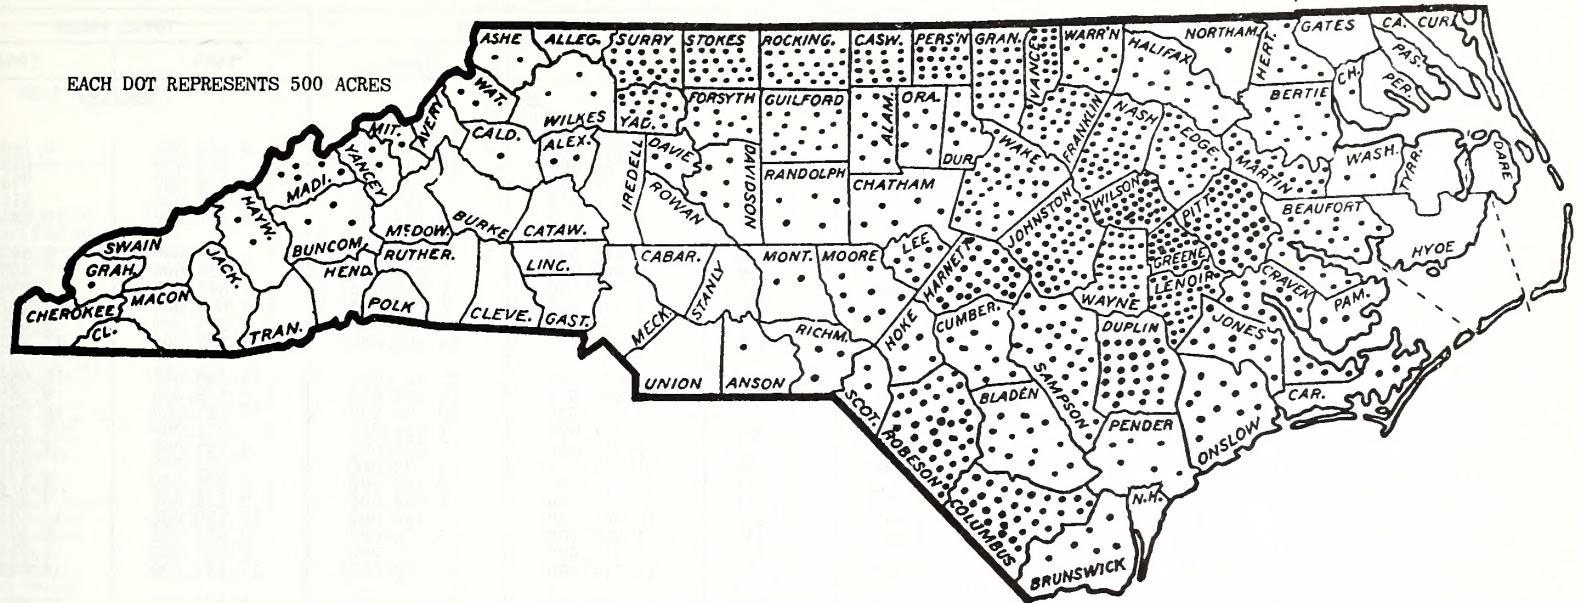 EACH DOT REPRESENTS 500 ACRES
ASHE
ALLEG.
SURRY
STOKES
ROCKING.
CASW.
PERS'N
GRAN.
VANCE
WARR'N
HALIFAX
NORTHAM.
HERT.
GATES
CA.
CUR.
PAS.
PER.
CH.
WAT.
WILKES
YAD.
FORSYTH
GUILFORD
ALAM.
ORA.
DUR.
FRANKLIN
NASH
EDGE.
BERTIE
MARTIN
WASH.
TYRR.
DARE
MIT.
AVERY
CALD.
ALEX.
IREDELL
DAVIE
DAVIDSON
RANDOLPH
CHATHAM
WAKE
JOHNSTON
WILSON
PITT
BEAUFORT
HYDE
MADI.
YANCEY
McDOW.
BURKE
CATAW.
ROWAN
HAYW.
BUNCOM.
SWAIN
GRAH.
JACK.
HEND.
RUTHER.
LINC.
CABAR.
STANLY
MONT.
MOORE
LEE
HARNET
WAYNE
GREENE
LENOIR
CRAVEN
PAM.
CHEROKEE
MACON
CL.
TRAN.
POLK
CLEVE.
GAST.
MECK.
UNION
ANSON
RICHM.
SCOT.
HOKE
CUMBER.
SAMPSON
DUPLIN
JONES
CAR.
ONSLOW
ROBESON
BLADEN
PENDER
COLUMBUS
N.H.
BRUNSWICK